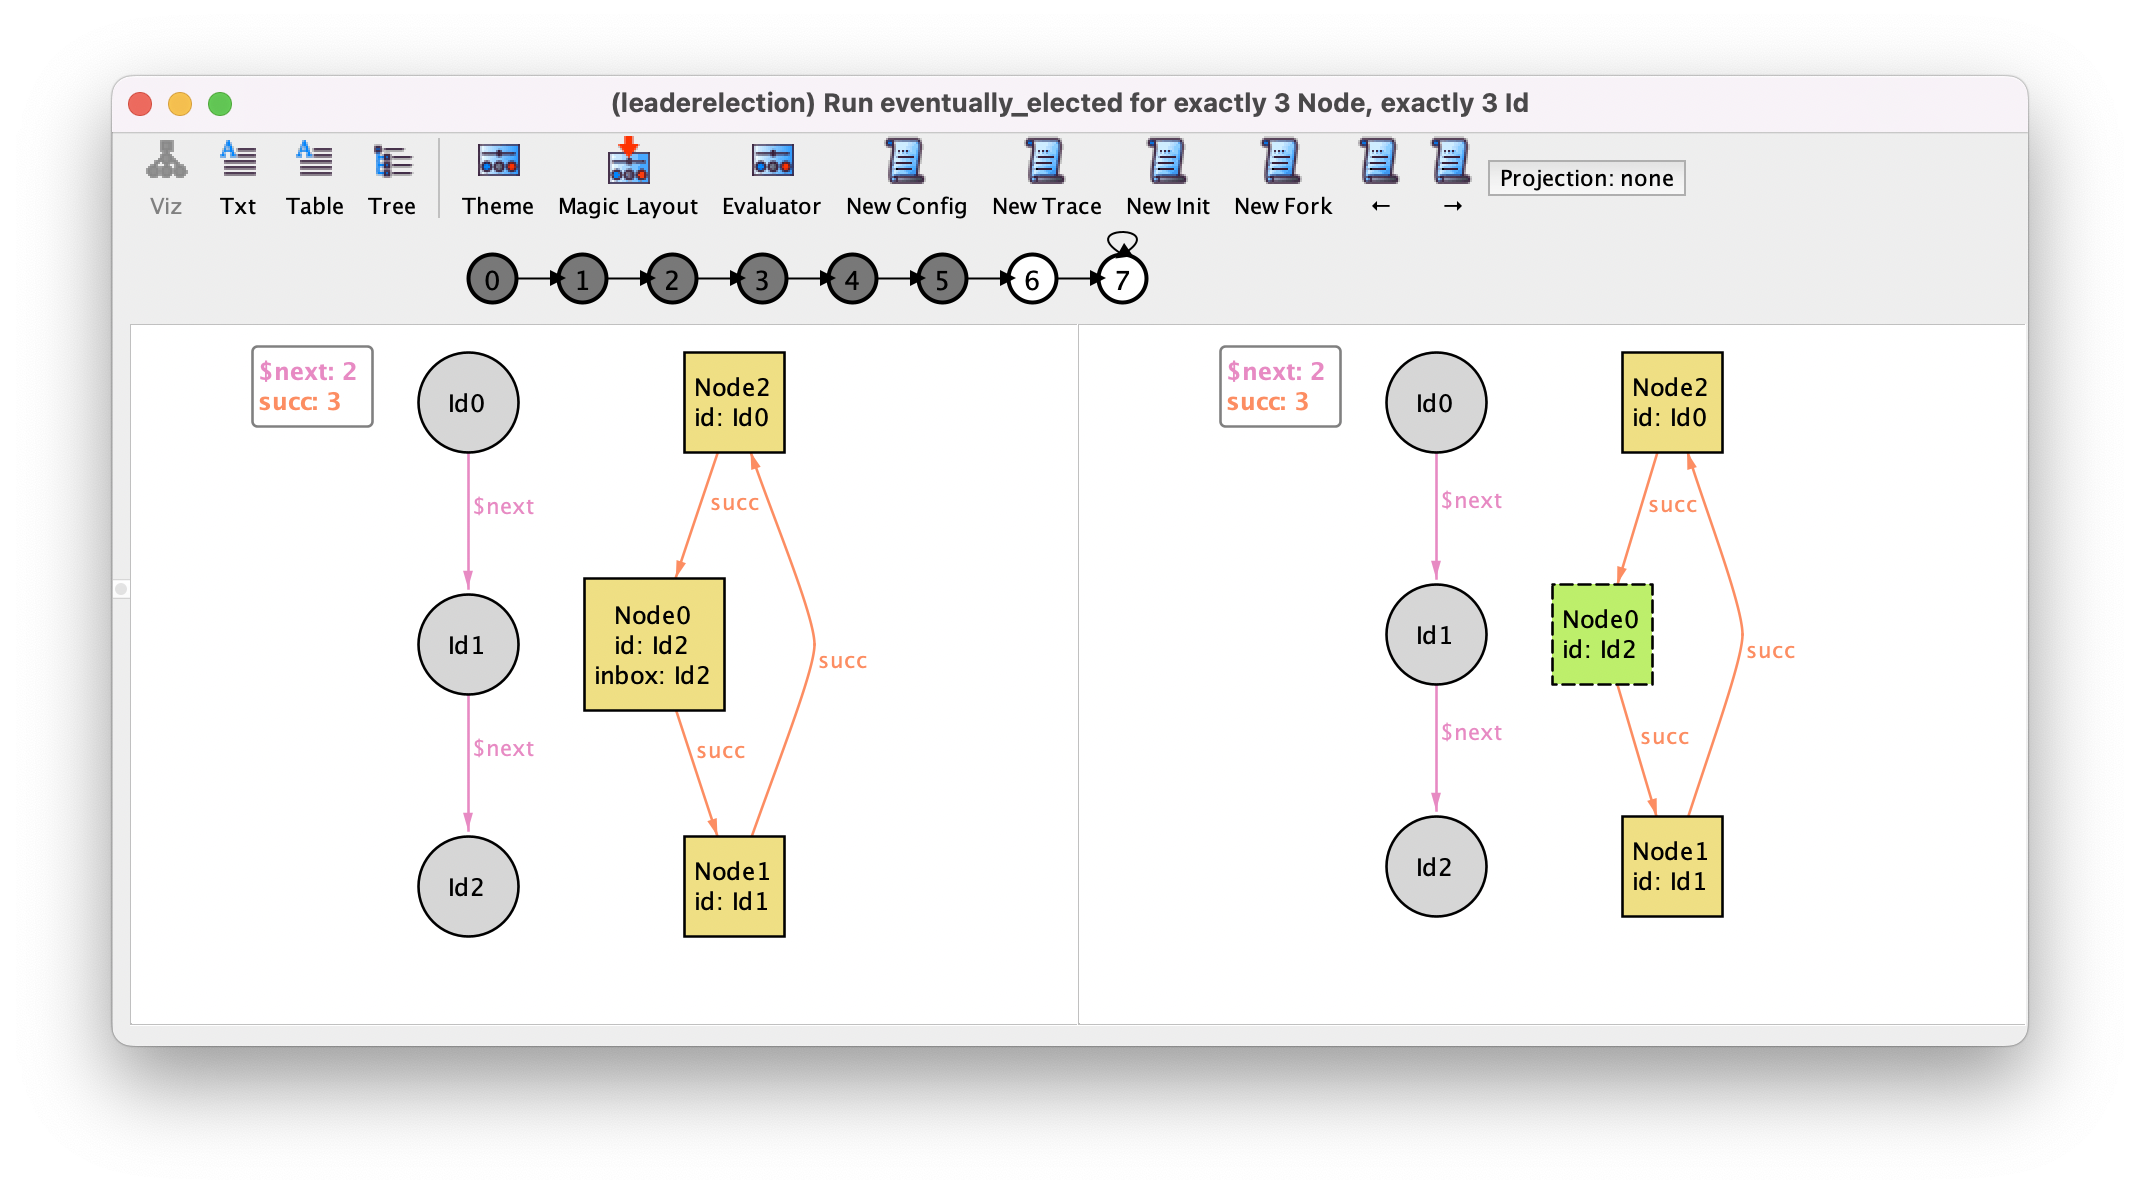 (leaderelection) Run eventually_elected for exactly 3 Node, exactly 3 Id
Viz
Txt
Table
Tree
Theme
Magic Layout
Evaluator
New Config
New Trace
New Init
New Fork
←
→
Projection: none
0
1
2
3
4
5
6
7
$next: 2
succ: 3
Id0
Node2
id: Id0
$next
succ
Id1
Node0
id: Id2
inbox: Id2
succ
$next
succ
Id2
Node1
id: Id1
$next: 2
succ: 3
Id0
Node2
id: Id0
$next
succ
Id1
Node0
id: Id2
succ
$next
succ
Id2
Node1
id: Id1